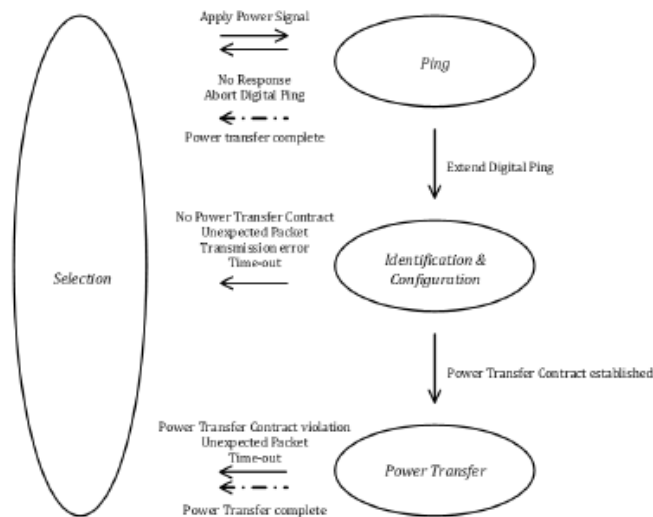 Apply Power Signal
Ping
No Response
Abort Digital Ping
Power transfer complete
Extend Digital Ping
No Power Transfer Contract
Unexpected Packet
Transmission error
Time-out
Selection
Identification &
Configuration
Power Transfer Contract established
Power Transfer Contract violation
Unexpected Packet
Time-out
Power Transfer
Power Transfer complete